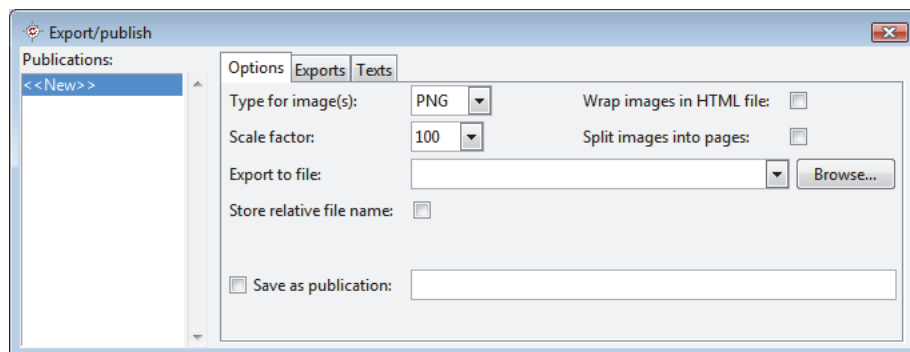 Export/publish
Publications:
<<New>>
Options Exports Texts
Type for image(s): PNG Wrap images in HTML file:
Scale factor: 100 Split images into pages:
Export to file: Browse...
Store relative file name:
Save as publication: